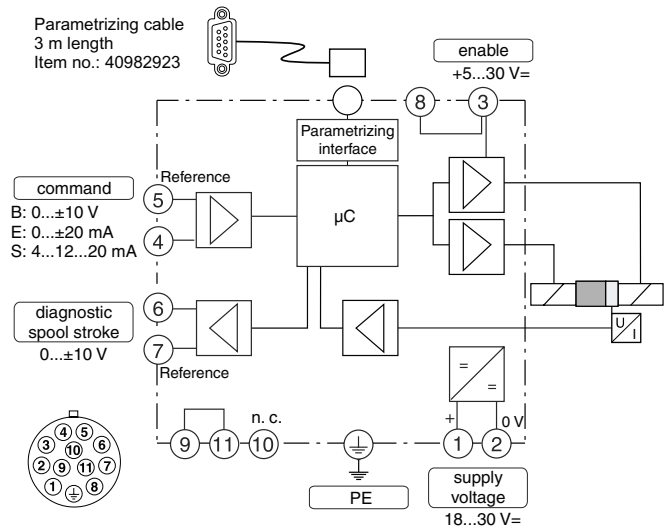 Parametrizing cable
3 m length
Item no.: 40982923
enable
+5...30 V=
8
3
Parametrizing
interface
Reference
command
B: 0...±10 V
E: 0...±20 mA
S: 4...12...20 mA
5
4
µC
diagnostic
spool stroke
0...±10 V
6
7
Reference
U
I
=
=
+
0 V
n. c.
9
11
10
1
2
PE
supply
voltage
18...30 V=
4
5
3
10
6
2
9
11
7
1
8